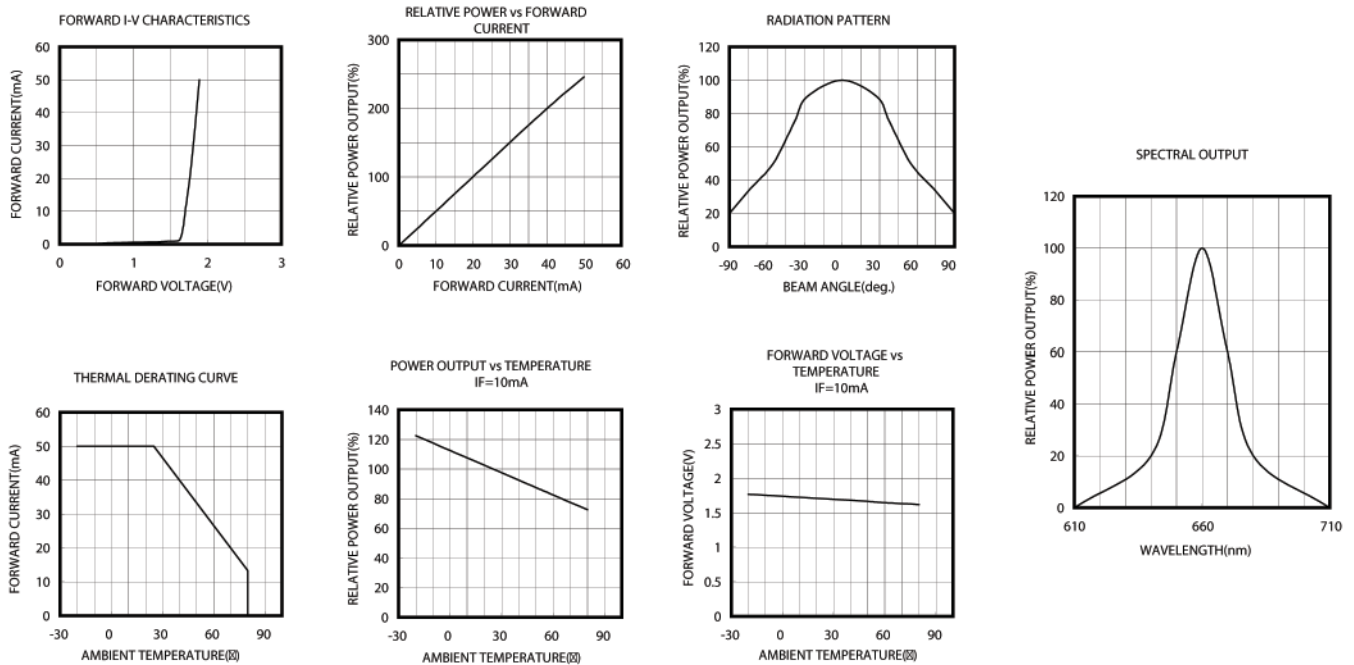 FORWARD I-V CHARACTERISTICS
60
50
40
30
20
10
0
0
1
2
3
FORWARD CURRENT(mA)
FORWARD VOLTAGE(V)
RELATIVE POWER vs FORWARD
CURRENT
300
200
100
0
0 10 20 30 40 50 60
RELATIVE POWER OUTPUT(%)
FORWARD CURRENT(mA)
RADIATION PATTERN
120
100
80
60
40
20
0
-90 -60 -30 0 30 60 90
RELATIVE POWER OUTPUT(%)
BEAM ANGLE(deg.)
SPECTRAL OUTPUT
120
100
80
60
40
20
0
610 660 710
RELATIVE POWER OUTPUT(%)
WAVELENGTH(nm)
THERMAL DERATING CURVE
60
50
40
30
20
10
0
-30 0 30 60 90
FORWARD CURRENT(mA)
AMBIENT TEMPERATURE(☒)
POWER OUTPUT vs TEMPERATURE
IF=10mA
140
120
100
80
60
40
20
0
-30 0 30 60 90
RELATIVE POWER OUTPUT(%)
AMBIENT TEMPERATURE(☒)
FORWARD VOLTAGE vs
TEMPERATURE
IF=10mA
3
2.5
2
1.5
1
0.5
0
-30 0 30 60 90
FORWARD VOLTAGE(V)
AMBIENT TEMPERATURE(☒)